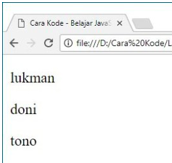 Cara Kode - Belajar JavaS
file:///D:/Cara%20Kode/L
lukman
doni
tono